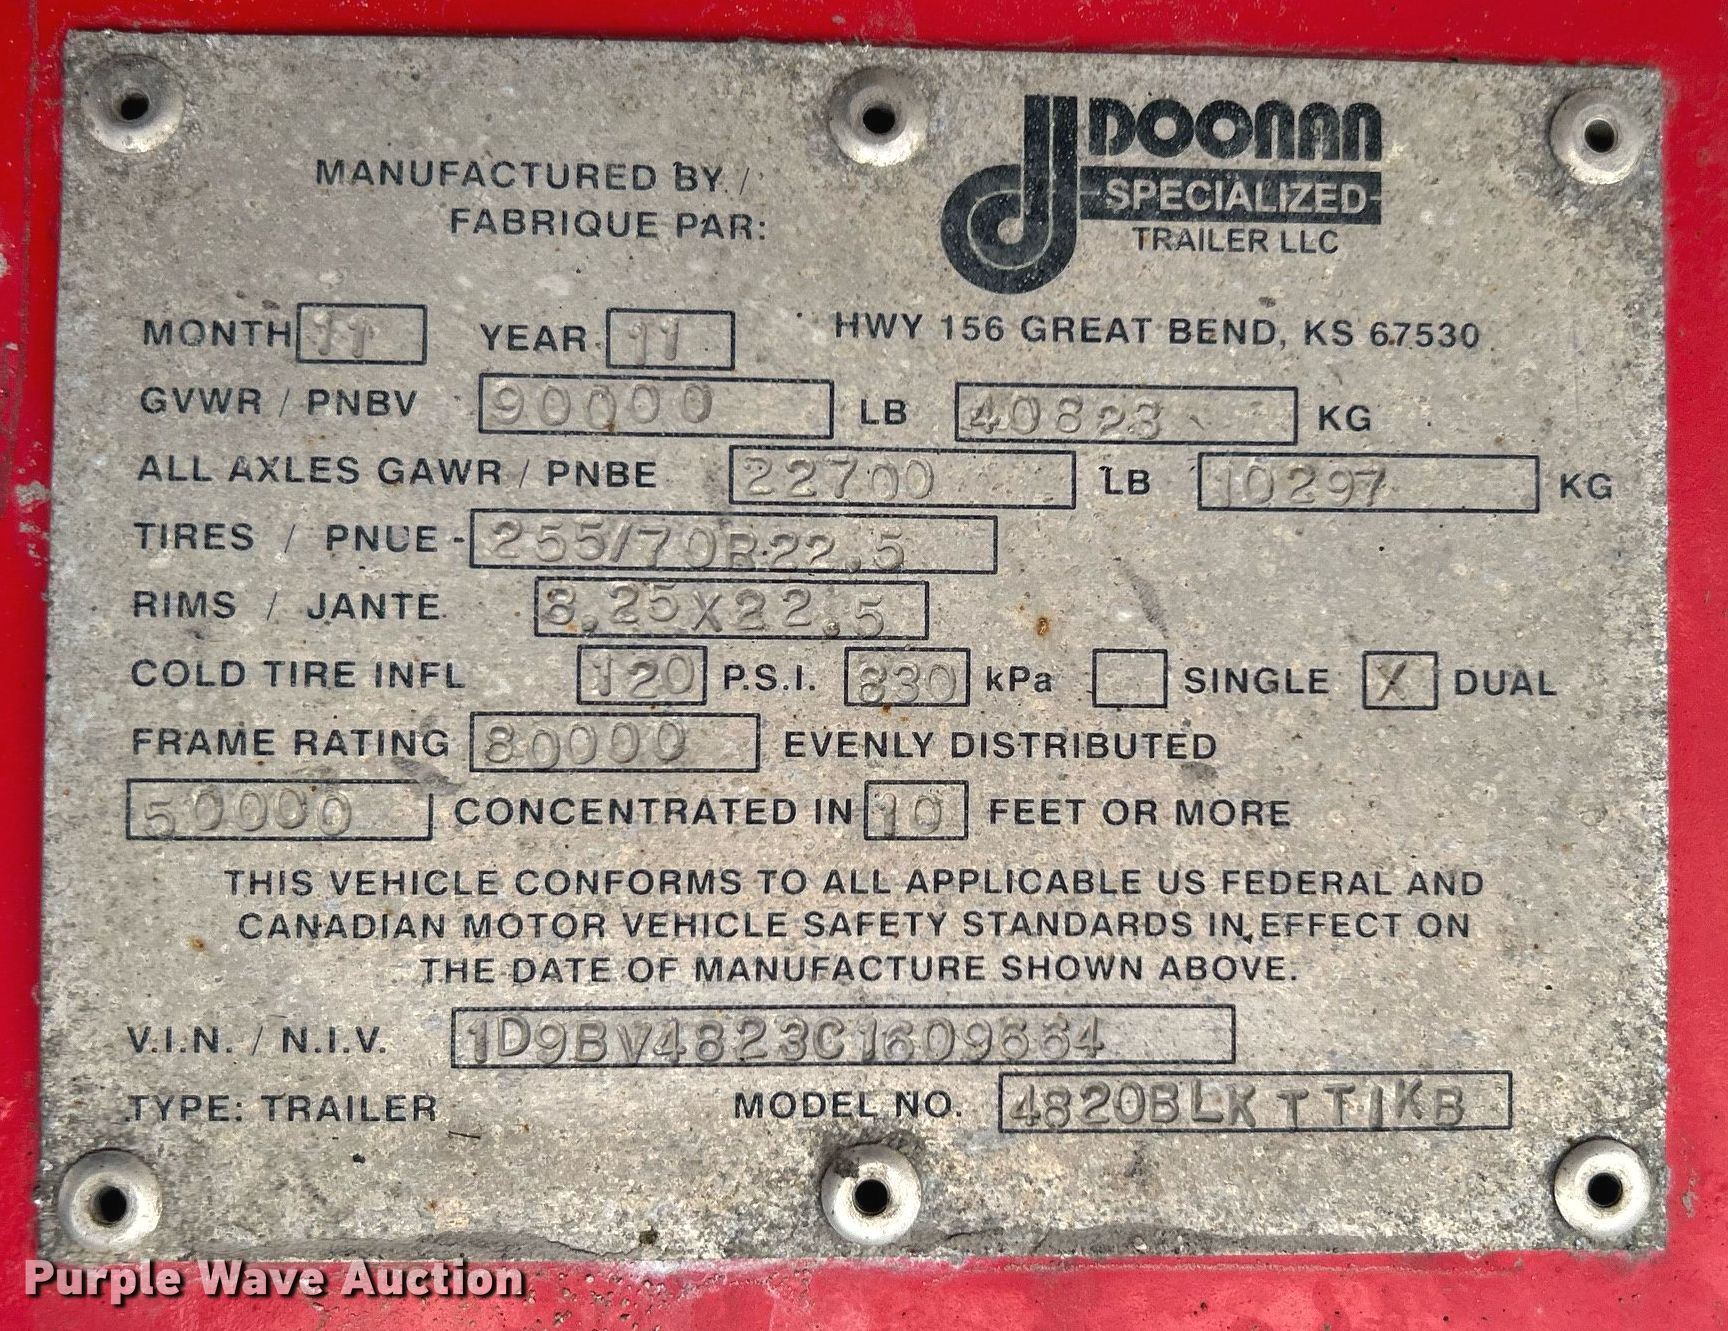 MANUFACTURED BY /
FABRIQUE PAR:
DOONAN
SPECIALIZED
TRAILER LLC
MONTH 11 YEAR 11 HWY 156 GREAT BEND, KS 67530
GVWR / PNBV 90000 LB 40823 KG
ALL AXLES GAWR / PNBE 22700 LB 10297 KG
TIRES / PNUE 255/70R22.5
RIMS / JANTE 8.25X22.5
COLD TIRE INFL 120 P.S.I. 830 kPa SINGLE X DUAL
FRAME RATING 80000 EVENLY DISTRIBUTED
50000 CONCENTRATED IN 10 FEET OR MORE
THIS VEHICLE CONFORMS TO ALL APPLICABLE US FEDERAL AND
CANADIAN MOTOR VEHICLE SAFETY STANDARDS IN EFFECT ON
THE DATE OF MANUFACTURE SHOWN ABOVE.
V.I.N. / N.I.V. 1D9BV4823C1609664
TYPE: TRAILER MODEL NO. 4820BLKTT1KB
Purple Wave Auction